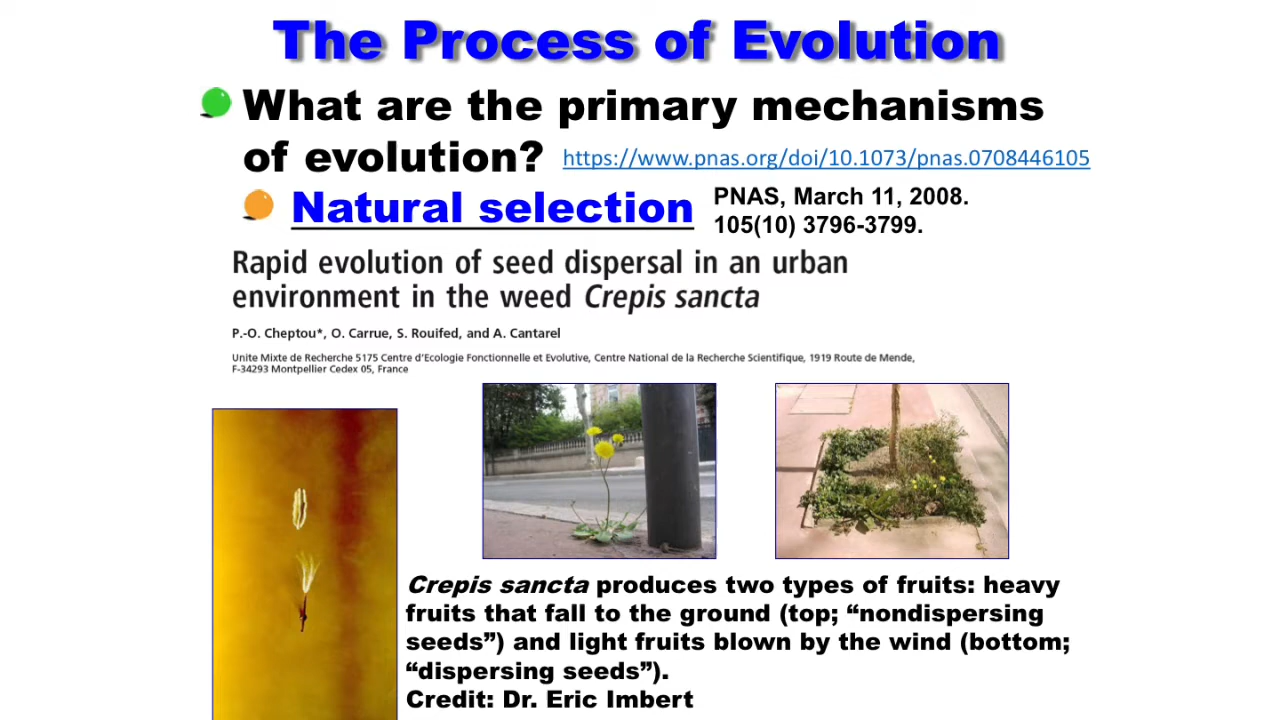 The Process of Evolution
What are the primary mechanisms
of evolution? https://www.pnas.org/doi/10.1073/pnas.0708446105
Natural selection
PNAS, March 11, 2008.
105(10) 3796-3799.
Rapid evolution of seed dispersal in an urban
environment in the weed Crepis sancta
P.-O. Cheptou*, O. Carrue, S. Rouifed, and A. Cantarel
Unite Mixte de Recherche 5175 Centre d'Ecologie Fonctionnelle et Evolutive, Centre National de la Recherche Scientifique, 1919 Route de Mende,
F-34293 Montpellier Cedex 05, France
Crepis sancta produces two types of fruits: heavy
fruits that fall to the ground (top; “nondispersing
seeds”) and light fruits blown by the wind (bottom;
“dispersing seeds”).
Credit: Dr. Eric Imbert